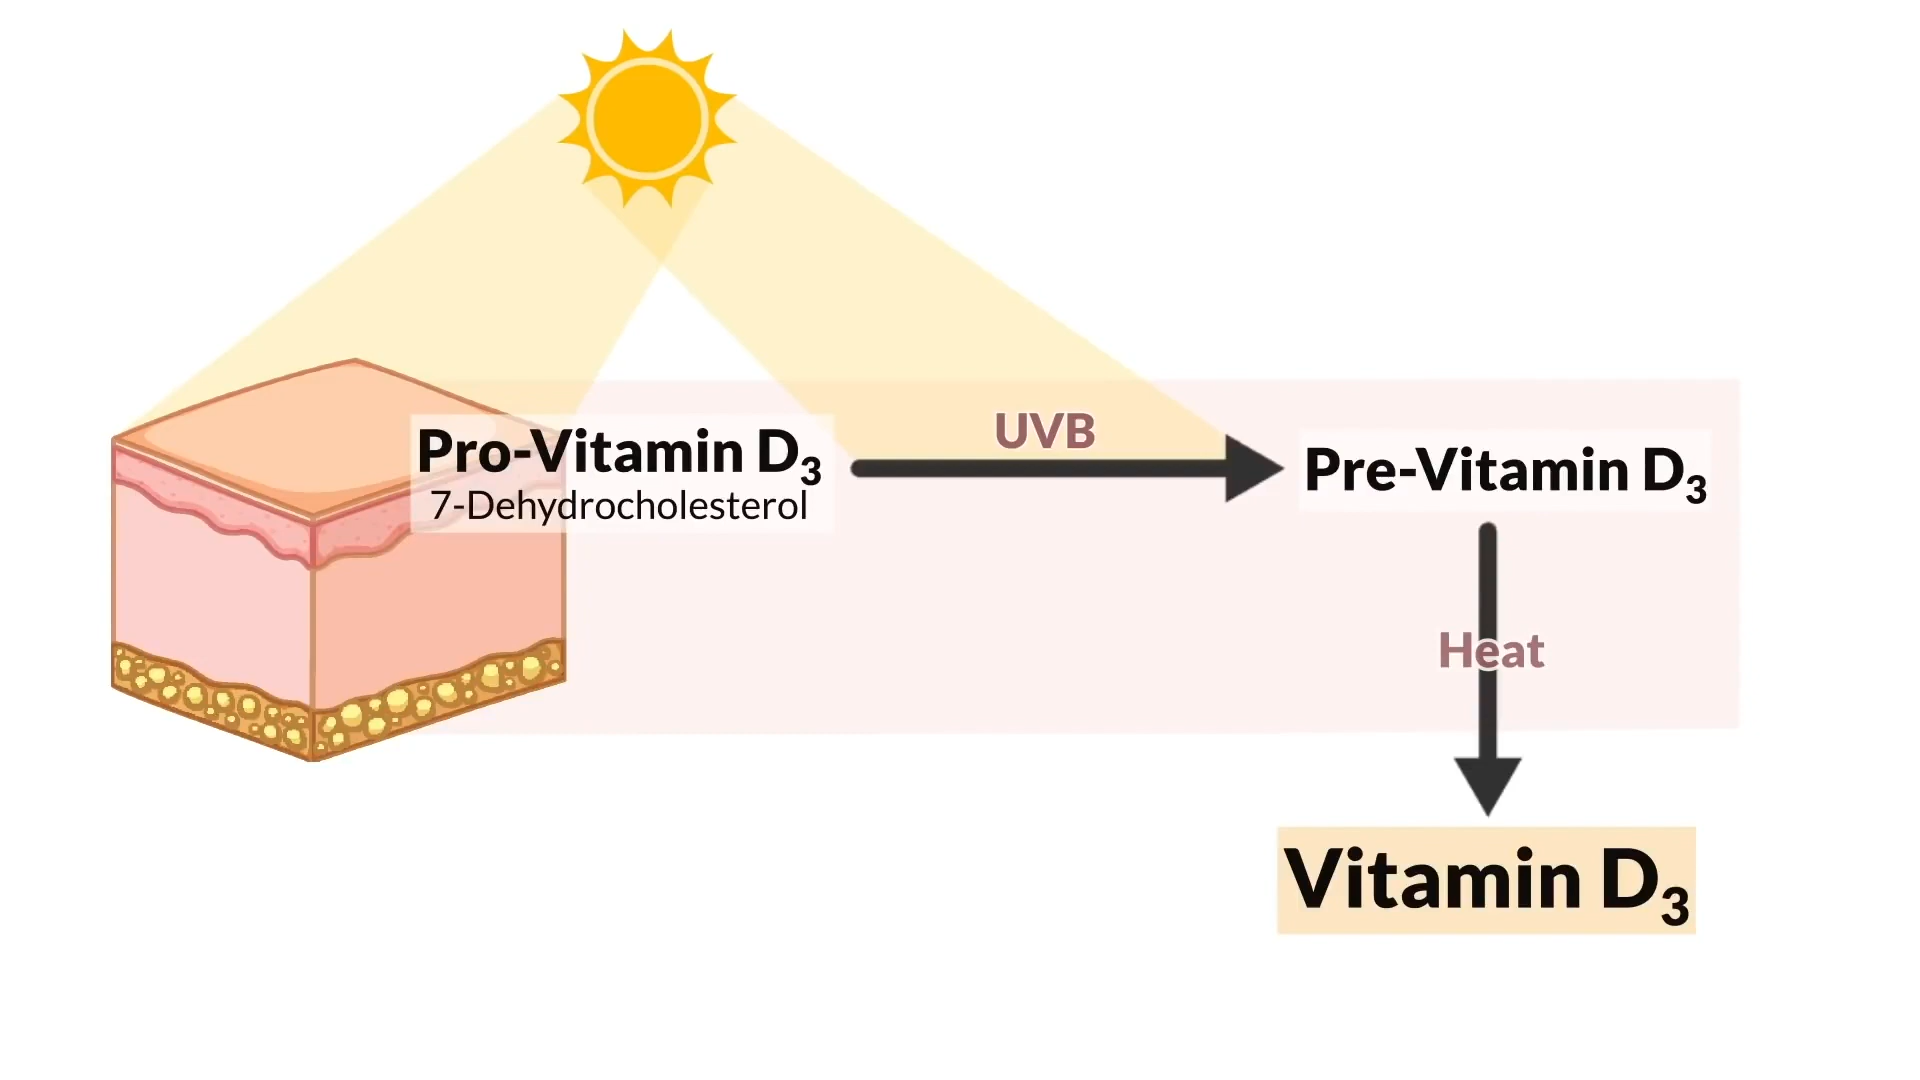 UVB
Pro-Vitamin D₃
7-Dehydrocholesterol
Pre-Vitamin D₃
Heat
Vitamin D₃